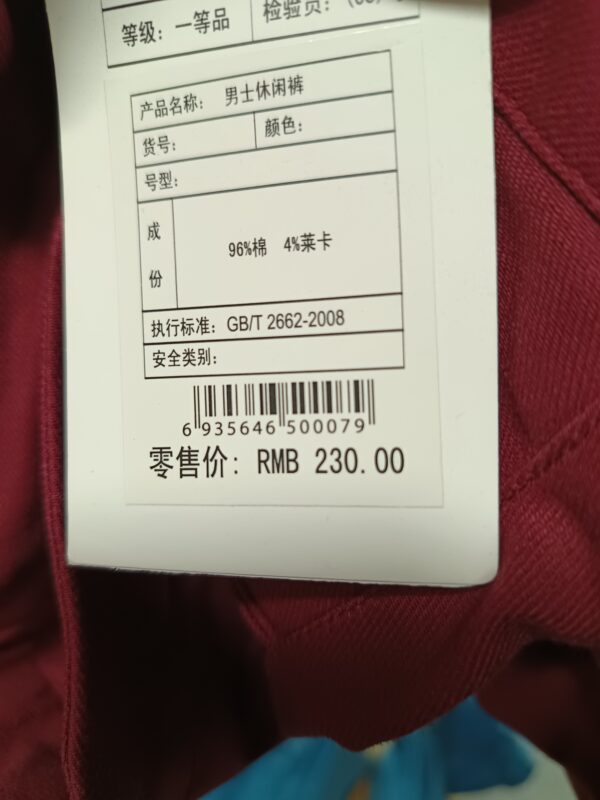 等级：一等品 检验员：
产品名称： 男士休闲裤
货号： 颜色：
号型：
成份 96%棉 4%莱卡
执行标准：GB/T 2662-2008
安全类别：
6 935646 500079
零售价：RMB 230.00